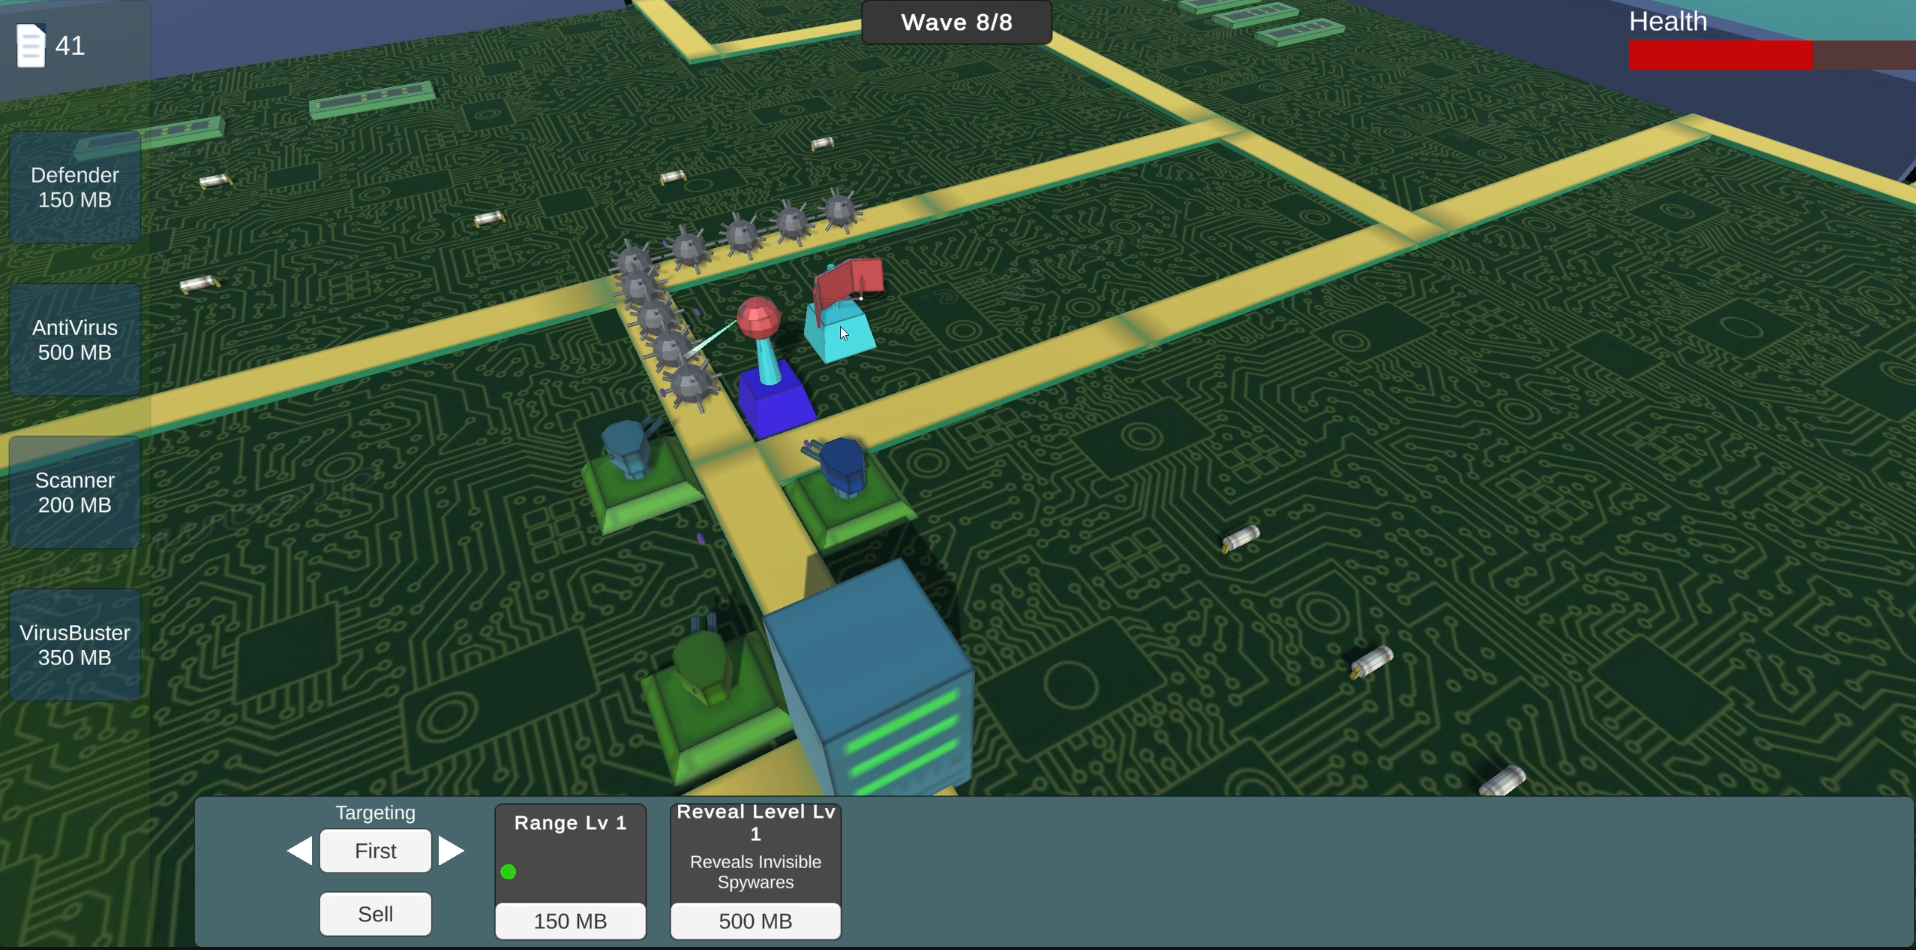 41
Wave 8/8
Health
Defender
150 MB
AntiVirus
500 MB
Scanner
200 MB
VirusBuster
350 MB
Targeting
First
Sell
Range Lv 1
150 MB
Reveal Level Lv
1
Reveals Invisible
Spywares
500 MB